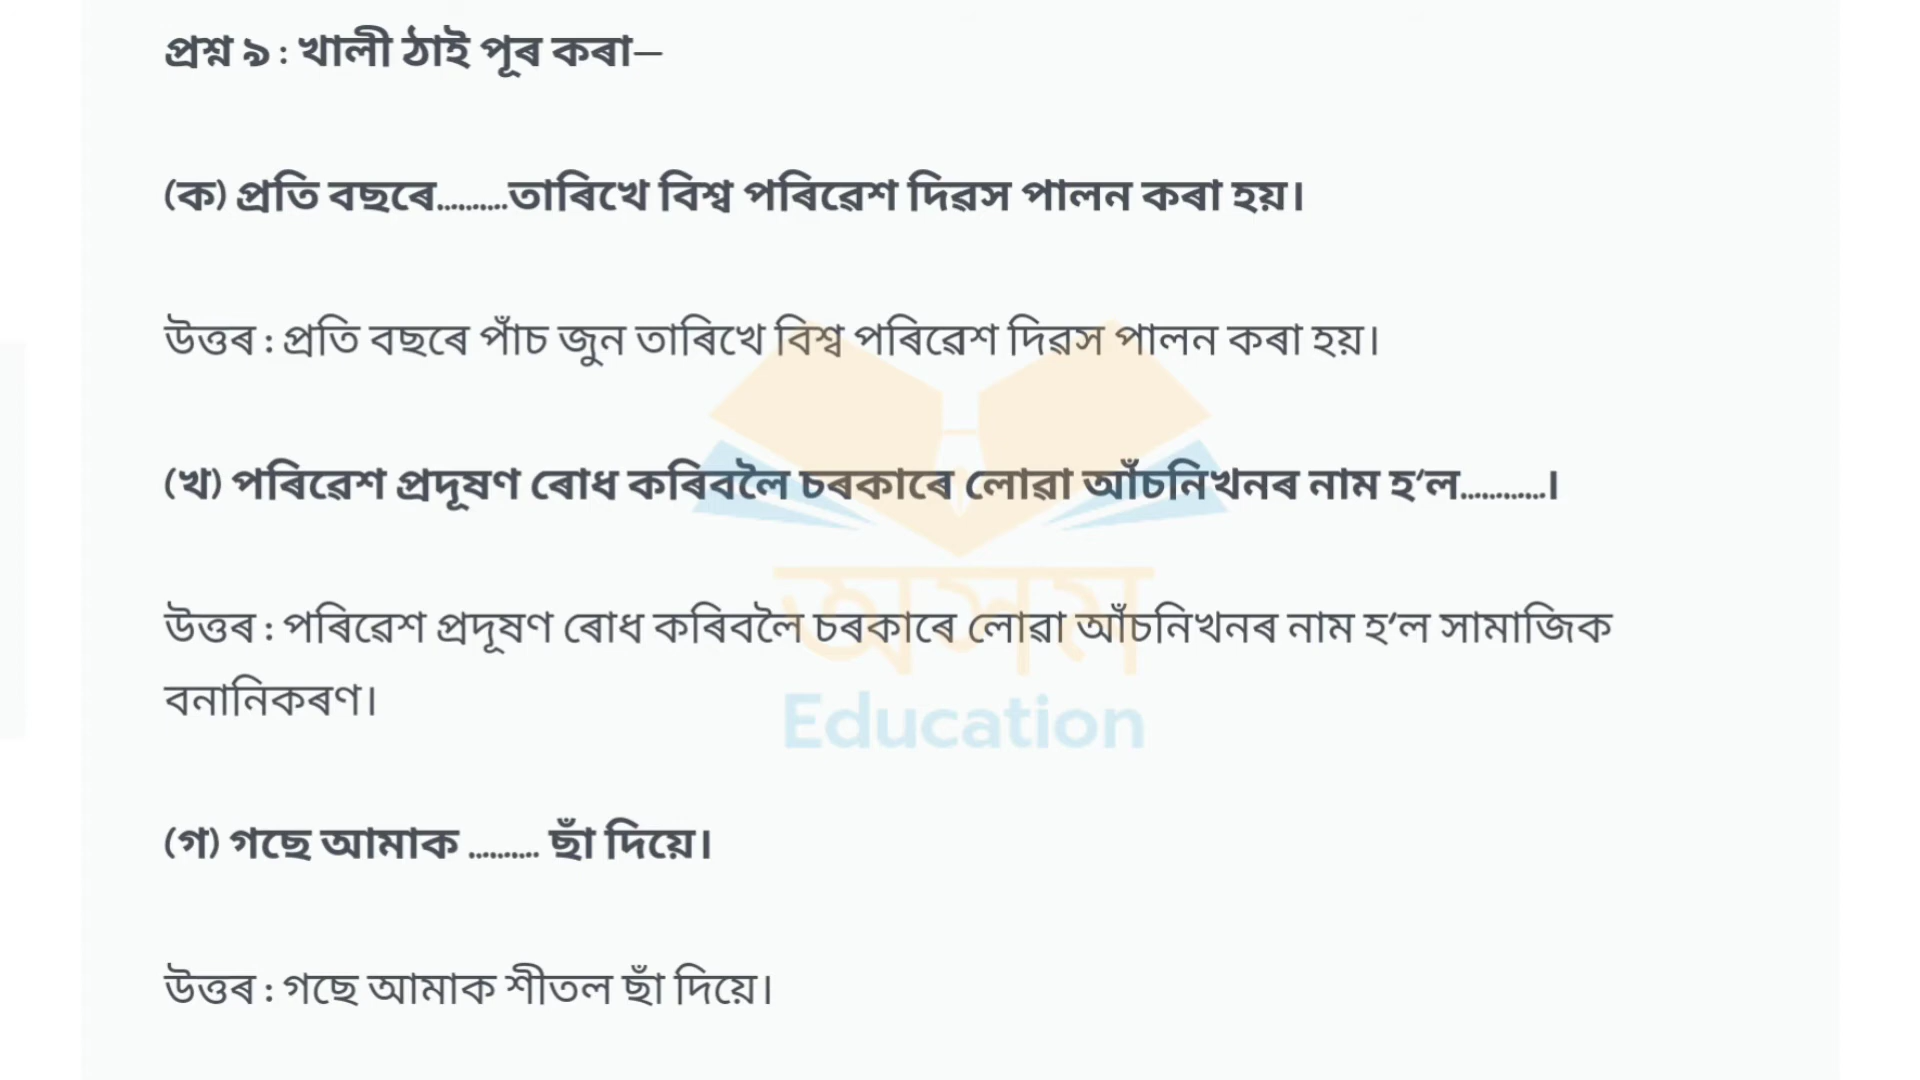 প্ৰশ্ন ৯ : খালী ঠাই পূৰ কৰা—
(ক) প্ৰতি বছৰে..........তাৰিখে বিশ্ব পৰিৱেশ দিৱস পালন কৰা হয়।
উত্তৰ : প্ৰতি বছৰে পাঁচ জুন তাৰিখে বিশ্ব পৰিৱেশ দিৱস পালন কৰা হয়।
(খ) পৰিৱেশ প্ৰদূষণ ৰোধ কৰিবলৈ চৰকাৰে লোৱা আঁচনিখনৰ নাম হ’ল............।
উত্তৰ : পৰিৱেশ প্ৰদূষণ ৰোধ কৰিবলৈ চৰকাৰে লোৱা আঁচনিখনৰ নাম হ’ল সামাজিক
বনানিকৰণ।
অসম
Education
(গ) গছে আমাক .......... ছাঁ দিয়ে।
উত্তৰ : গছে আমাক শীতল ছাঁ দিয়ে।